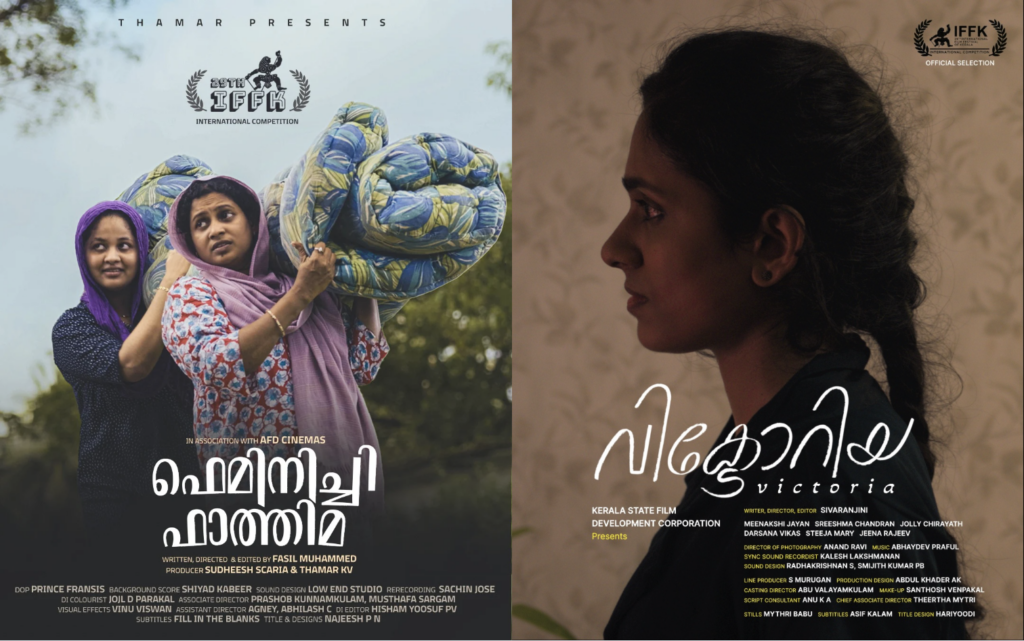 THAMAR PRESENTS
29TH
IFFK
INTERNATIONAL COMPETITION
IN ASSOCIATION WITH AFD CINEMAS
ഫെമിനിച്ചി
ഫാത്തിമ
WRITTEN, DIRECTED & EDITED BY FASIL MUHAMMED
PRODUCER SUDHEESH SCARIA & THAMAR KV
DOP PRINCE FRANSIS BACKGROUND SCORE SHIYAD KABEER SOUND DESIGN LOW END STUDIO RERECORDING SACHIN JOSE
DI COLOURIST JOJL D PARAKAL ASSOCIATE DIRECTOR PRASHOB KUNNAMKULAM, MUSTHAFA SARGAM
VISUAL EFFECTS VINU VISWAN ASSISTANT DIRECTOR AGNEY, ABHILASH C DI EDITOR HISHAM YOOSUF PV
SUBTITLES FILL IN THE BLANKS TITLE & DESIGNS NAJEESH P N
IFFK
OFFICIAL SELECTION
വിക്ടോറിയ
victoria
KERALA STATE FILM
DEVELOPMENT CORPORATION
Presents
WRITER, DIRECTOR, EDITOR SIVARANJINI
MEENAKSHI JAYAN SREESHMA CHANDRAN JOLLY CHIRAYATH
DARSANA VIKAS STEEJA MARY JEENA RAJEEV
DIRECTOR OF PHOTOGRAPHY ANAND RAVI MUSIC ABHAYDEV PRAFUL
SYNC SOUND RECORDIST KALESH LAKSHMANAN
SOUND DESIGN RADHAKRISHNAN S, SMIJITH KUMAR PB
LINE PRODUCER S MURUGAN PRODUCTION DESIGN ABDUL KHADER AK
CASTING DIRECTOR ABU VALAYAMKULAM MAKE-UP SANTHOSH VENPAKAL
SCRIPT CONSULTANT ANU K A CHIEF ASSOCIATE DIRECTOR THEERTHA MYTRI
STILLS MYTHRI BABU SUBTITLES ASIF KALAM TITLE DESIGN HARIYOODI